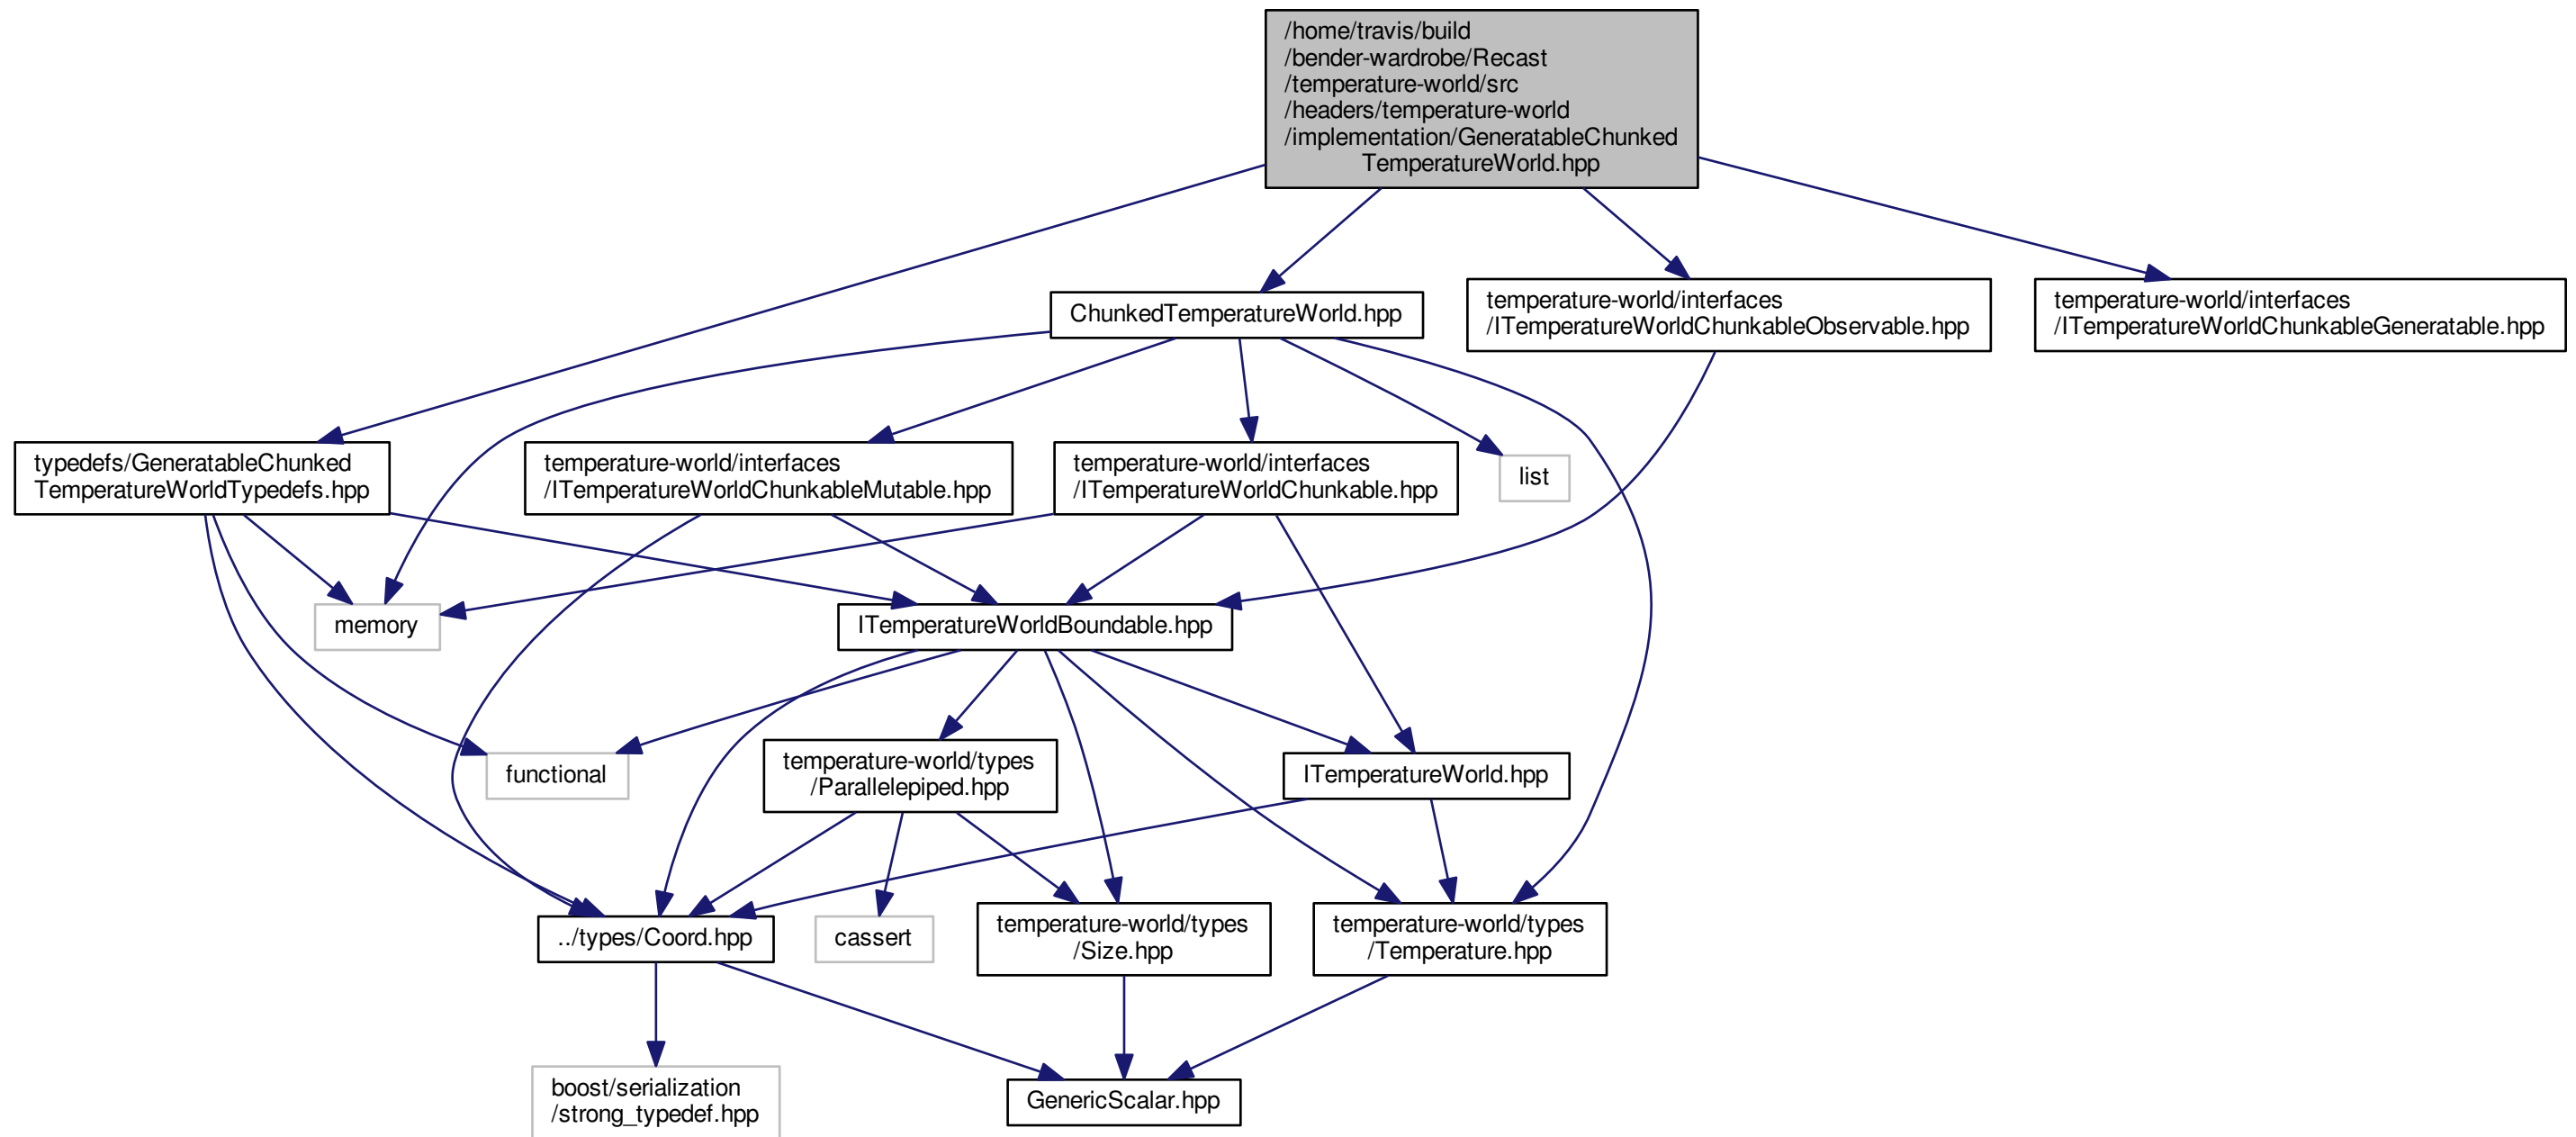 /home/travis/build
/bender-wardrobe/Recast
/temperature-world/src
/headers/temperature-world
/implementation/GeneratableChunked
TemperatureWorld.hpp
ChunkedTemperatureWorld.hpp
temperature-world/interfaces
/ITemperatureWorldChunkableObservable.hpp
temperature-world/interfaces
/ITemperatureWorldChunkableGeneratable.hpp
typedefs/GeneratableChunked
TemperatureWorldTypedefs.hpp
temperature-world/interfaces
/ITemperatureWorldChunkableMutable.hpp
temperature-world/interfaces
/ITemperatureWorldChunkable.hpp
list
memory
ITemperatureWorldBoundable.hpp
functional
temperature-world/types
/Parallelepiped.hpp
ITemperatureWorld.hpp
../types/Coord.hpp
cassert
temperature-world/types
/Size.hpp
temperature-world/types
/Temperature.hpp
boost/serialization
/strong_typedef.hpp
GenericScalar.hpp